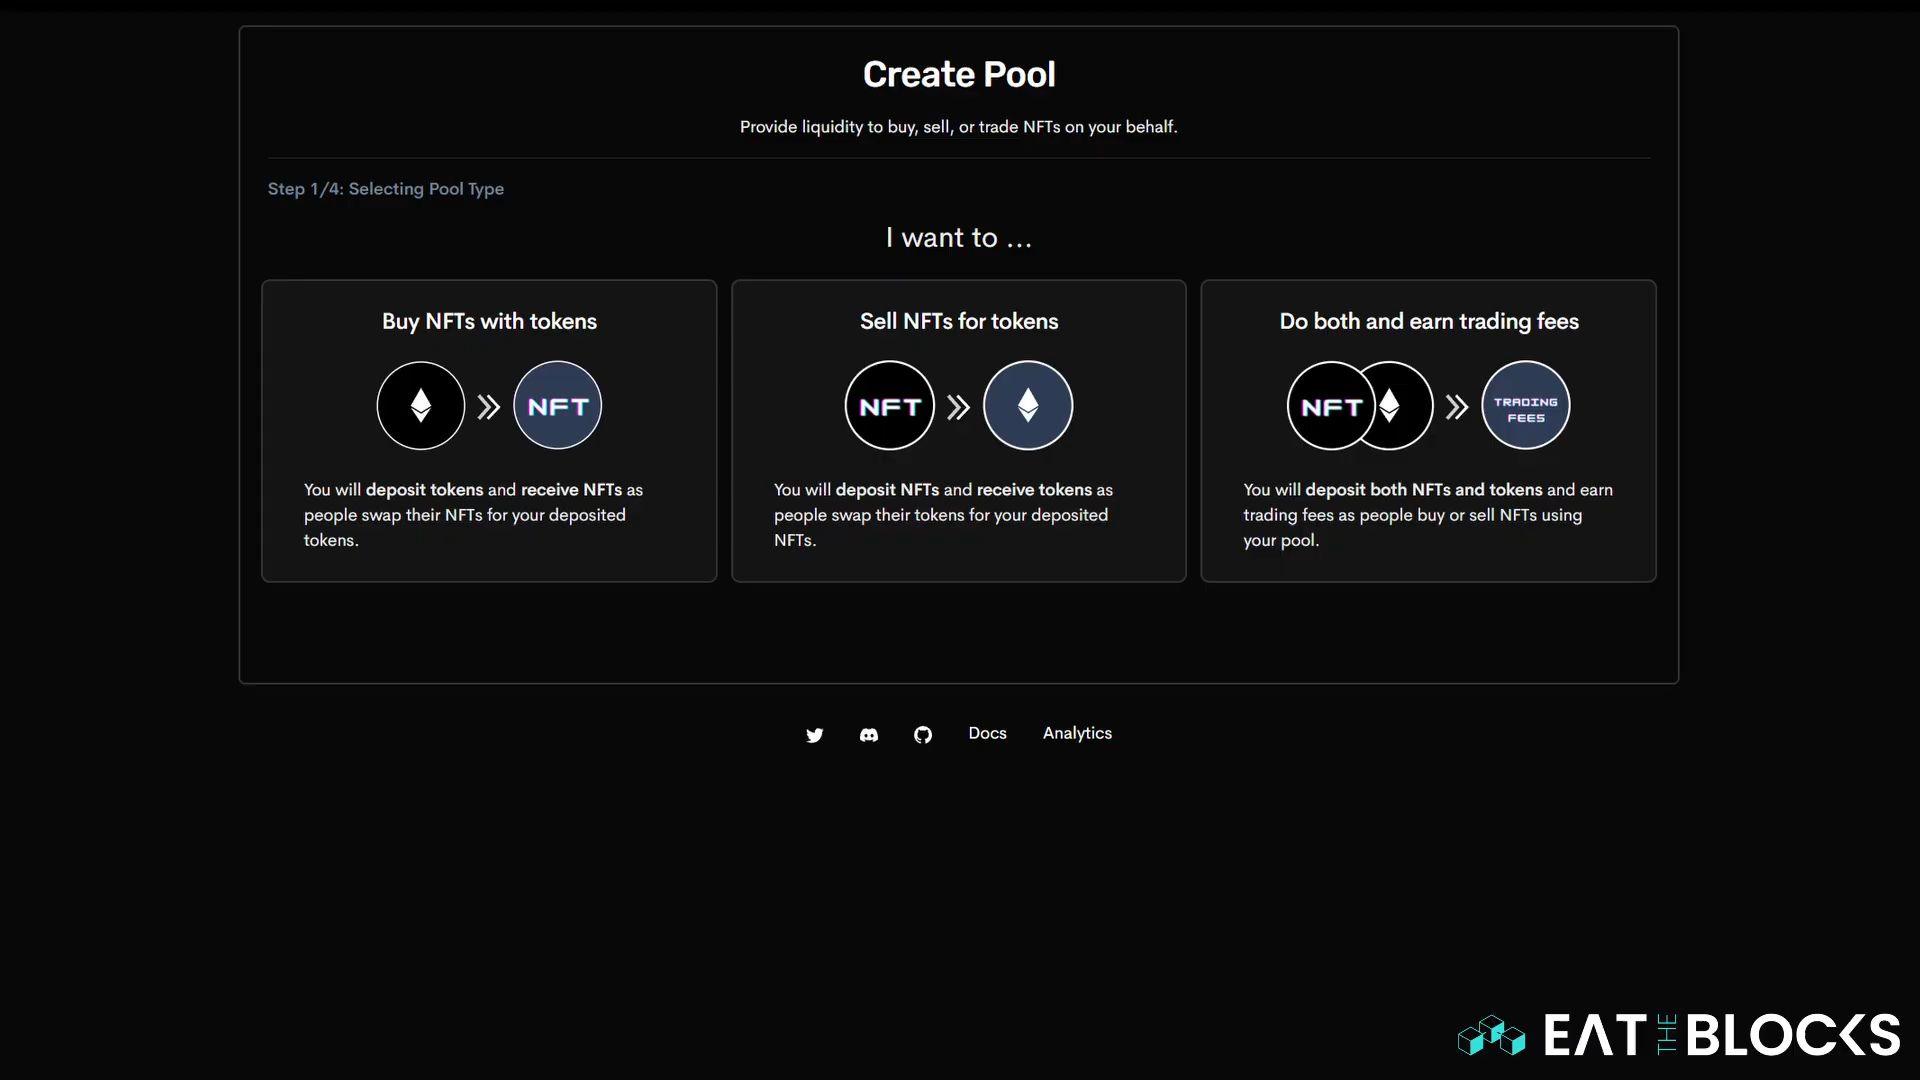 Create Pool
Provide liquidity to buy, sell, or trade NFTs on your behalf.
Step 1/4: Selecting Pool Type
I want to ...
Buy NFTs with tokens
NFT
You will deposit tokens and receive NFTs as
people swap their NFTs for your deposited
tokens.
Sell NFTs for tokens
NFT
You will deposit NFTs and receive tokens as
people swap their tokens for your deposited
NFTs.
Do both and earn trading fees
NFT
TRADING
FEES
You will deposit both NFTs and tokens and earn
trading fees as people buy or sell NFTs using
your pool.
Docs Analytics
EAT THE BLOCKS